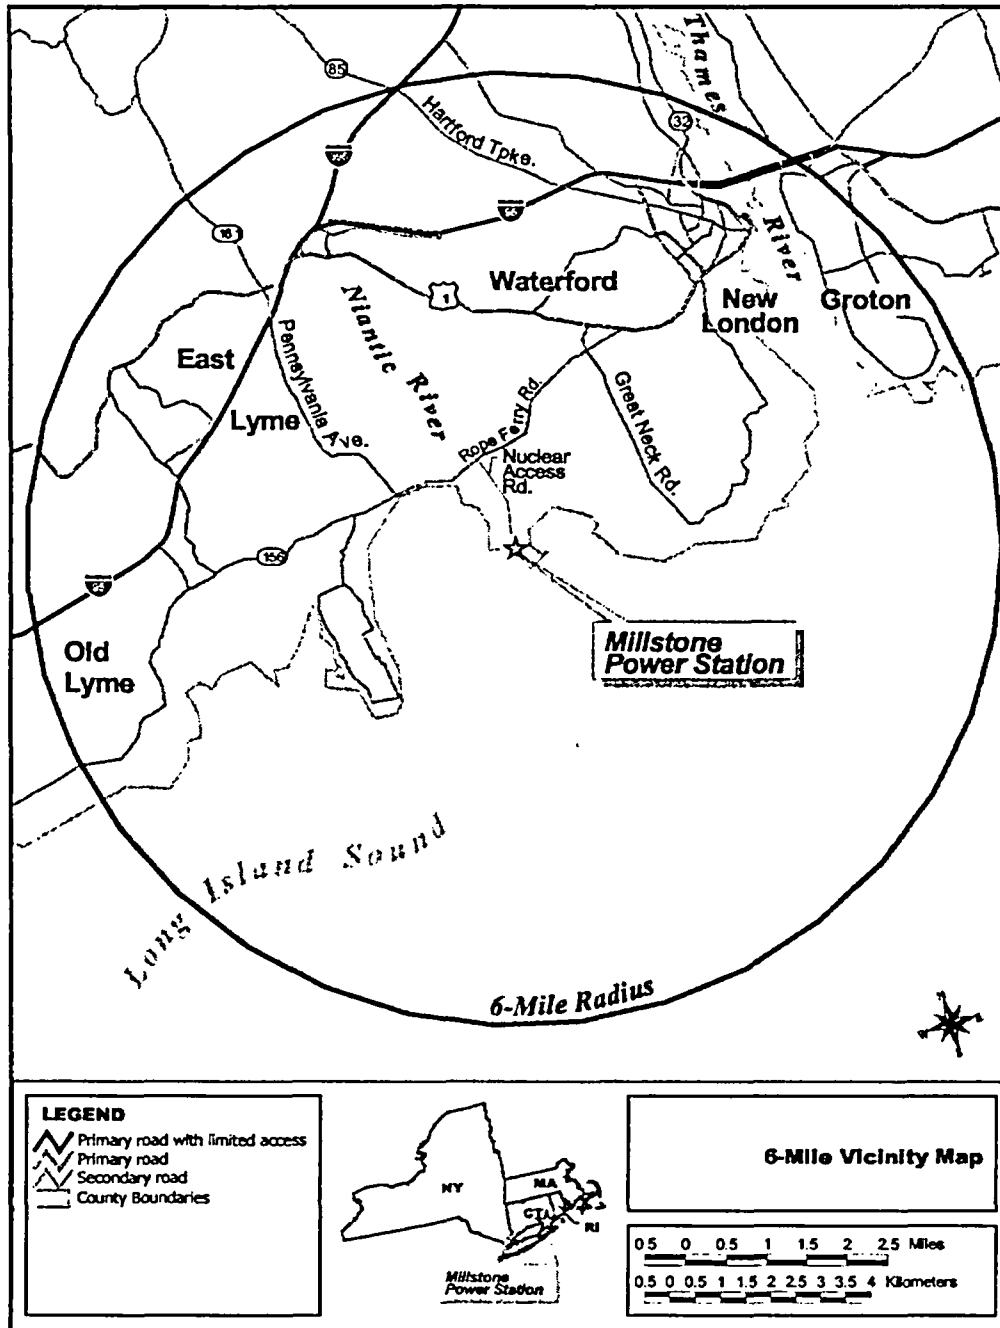 Thames
River
85
Hartford Tpke.
32
95
161
Waterford
1
New
London
Groton
Niantic River
East
Lyme
Pennsylvania Ave.
Rope Ferry Rd.
Great Neck Rd.
Nuclear
Access
Rd.
156
95
Old
Lyme
Millstone
Power Station
Long Island Sound
6-Mile Radius
LEGEND
Primary road with limited access
Primary road
Secondary road
County Boundaries
NY
MA
CT
RI
Millstone
Power Station
6-Mile Vicinity Map
0.5 0 0.5 1 1.5 2 2.5 Miles
0.5 0 0.5 1 1.5 2 2.5 3 3.5 4 Kilometers